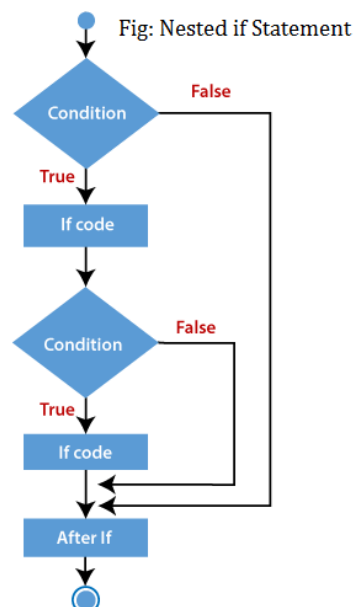 Fig: Nested if Statement
Condition
False
True
If code
Condition
False
True
If code
After If